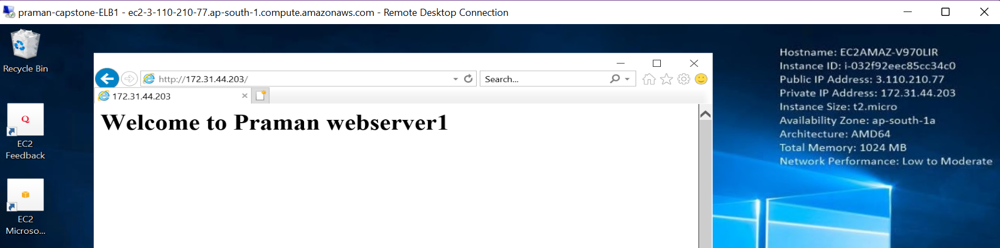 praman-capstone-ELB1 - ec2-3-110-210-77.ap-south-1.compute.amazonaws.com - Remote Desktop Connection
Recycle Bin
EC2
Feedback
EC2
Microso...
http://172.31.44.203/
Search...
172.31.44.203
Welcome to Praman webserver1
Hostname: EC2AMAZ-V970LIR
Instance ID: i-032f92eec85cc34c0
Public IP Address: 3.110.210.77
Private IP Address: 172.31.44.203
Instance Size: t2.micro
Availability Zone: ap-south-1a
Architecture: AMD64
Total Memory: 1024 MB
Network Performance: Low to Moderate